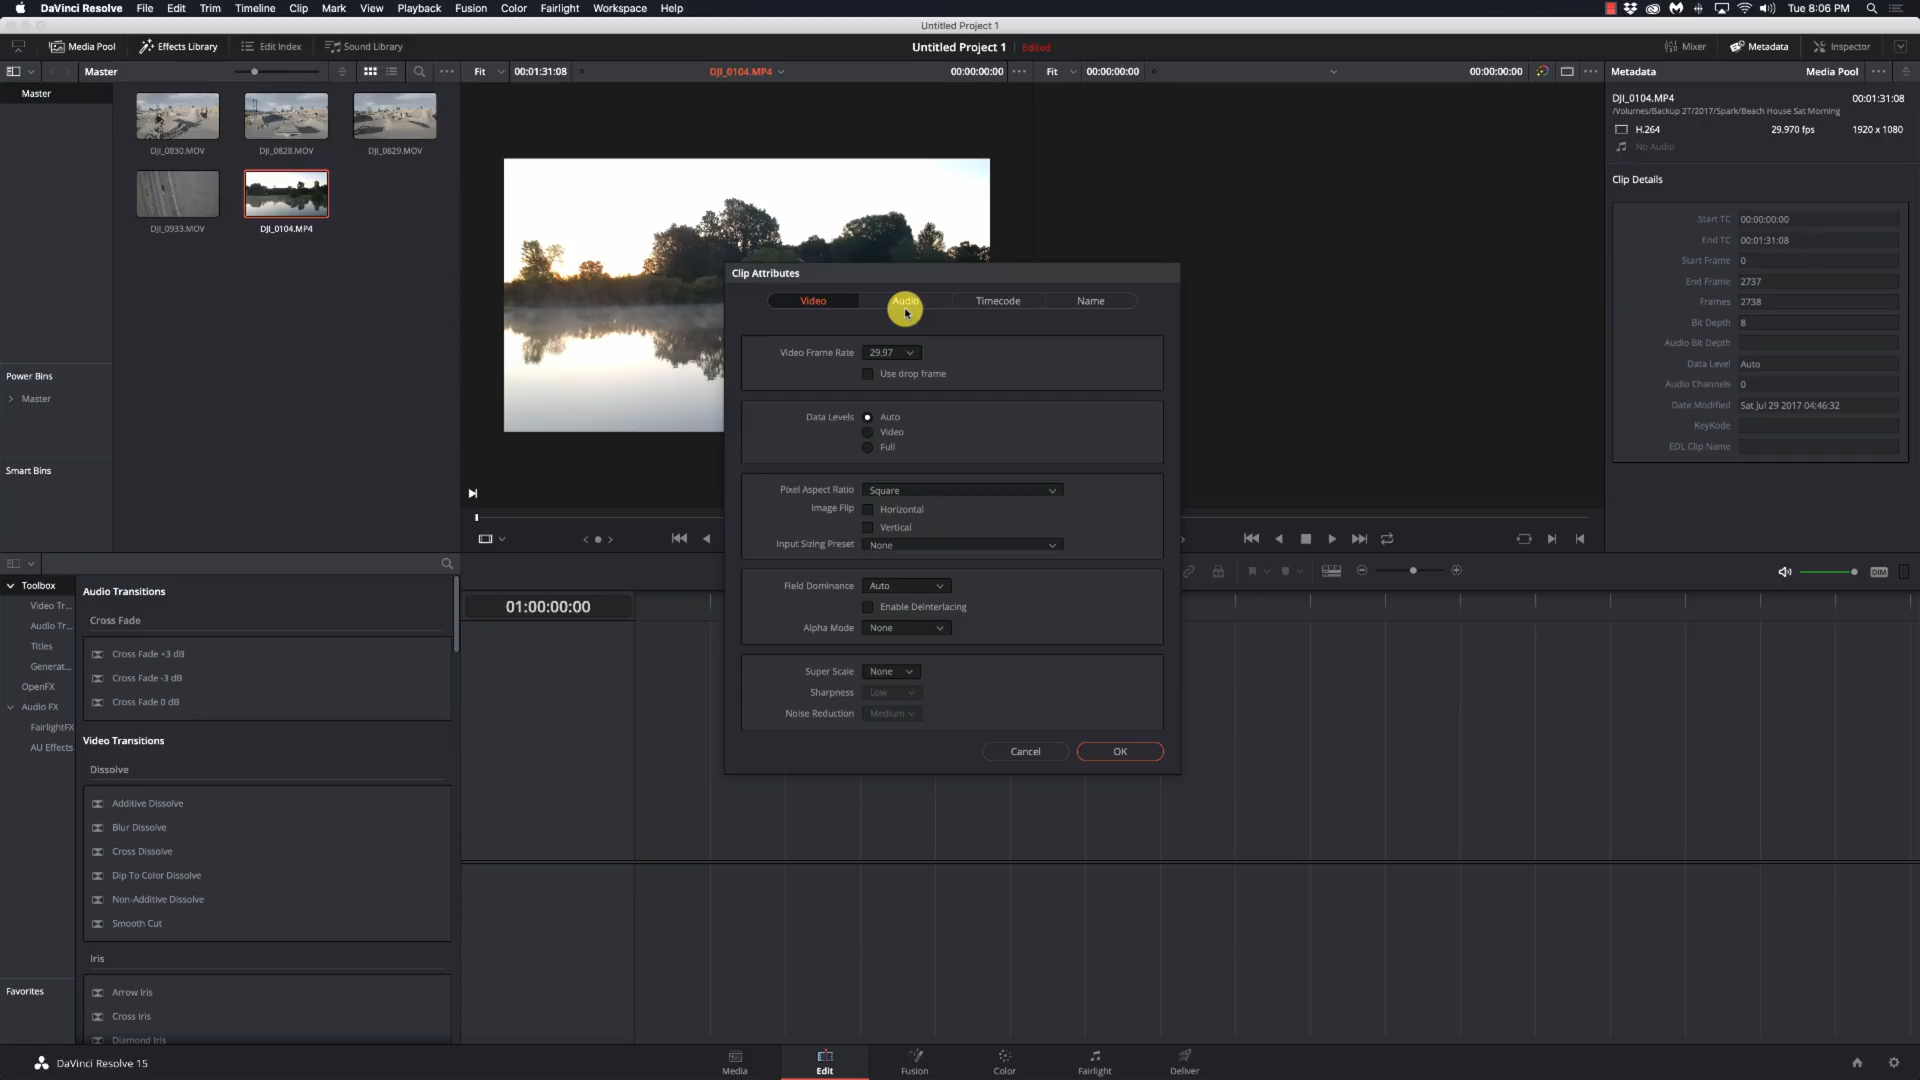 DaVinci Resolve File Edit Trim Timeline Clip Mark View Playback Fusion Color Fairlight Workspace Help Tue 8:06 PM
Untitled Project 1
Media Pool Effects Library Edit Index Sound Library Untitled Project 1 Edited Mixer Metadata Inspector
Master Fit 00:01:31:08 DJI_0104.MP4 00:00:00:00 Fit 00:00:00:00 00:00:00:00 Metadata Media Pool
Master
DJI_0830.MOV DJI_0828.MOV DJI_0829.MOV
DJI_0933.MOV DJI_0104.MP4
Power Bins
Master
Smart Bins
DJI_0104.MP4 00:01:31:08
/Volumes/Backup 2T/2017/Spark/Beach House Sat Morning
H.264 29.970 fps 1920 x 1080
No Audio
Clip Details
Start TC 00:00:00:00
End TC 00:01:31:08
Start Frame 0
End Frame 2737
Frames 2738
Bit Depth 8
Audio Bit Depth
Data Level Auto
Audio Channels 0
Date Modified Sat Jul 29 2017 04:46:32
KeyKode
EDL Clip Name
Clip Attributes
Video Audio Timecode Name
Video Frame Rate 29.97
Use drop frame
Data Levels Auto
Video
Full
Pixel Aspect Ratio Square
Image Flip Horizontal
Vertical
Input Sizing Preset None
Field Dominance Auto
Enable Deinterlacing
Alpha Mode None
Super Scale None
Sharpness Low
Noise Reduction Medium
Cancel OK
DIM
01:00:00:00
Toolbox
Video Tr...
Audio Tr...
Titles
Generat...
OpenFX
Audio FX
FairlightFX
AU Effects
Favorites
Audio Transitions
Cross Fade
Cross Fade +3 dB
Cross Fade -3 dB
Cross Fade 0 dB
Video Transitions
Dissolve
Additive Dissolve
Blur Dissolve
Cross Dissolve
Dip To Color Dissolve
Non-Additive Dissolve
Smooth Cut
Iris
Arrow Iris
Cross Iris
Diamond Iris
DaVinci Resolve 15 Media Edit Fusion Color Fairlight Deliver